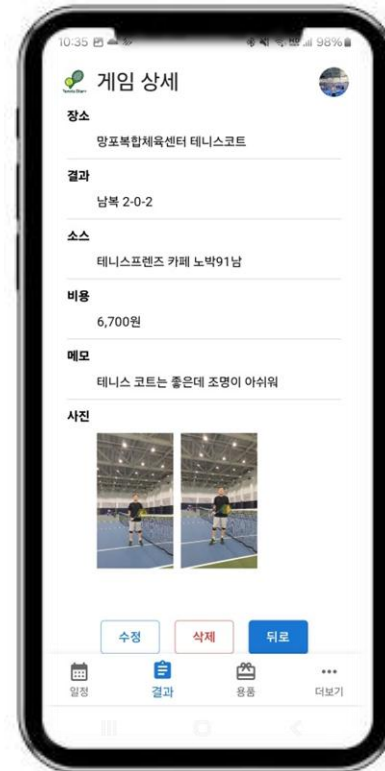 10:35
98%
게임 상세
장소
망포복합체육센터 테니스코트
결과
남복 2-0-2
소스
테니스프렌즈 카페 노박91남
비용
6,700원
메모
테니스 코트는 좋은데 조명이 아쉬워
사진
수정
삭제
뒤로
일정
결과
용품
더보기